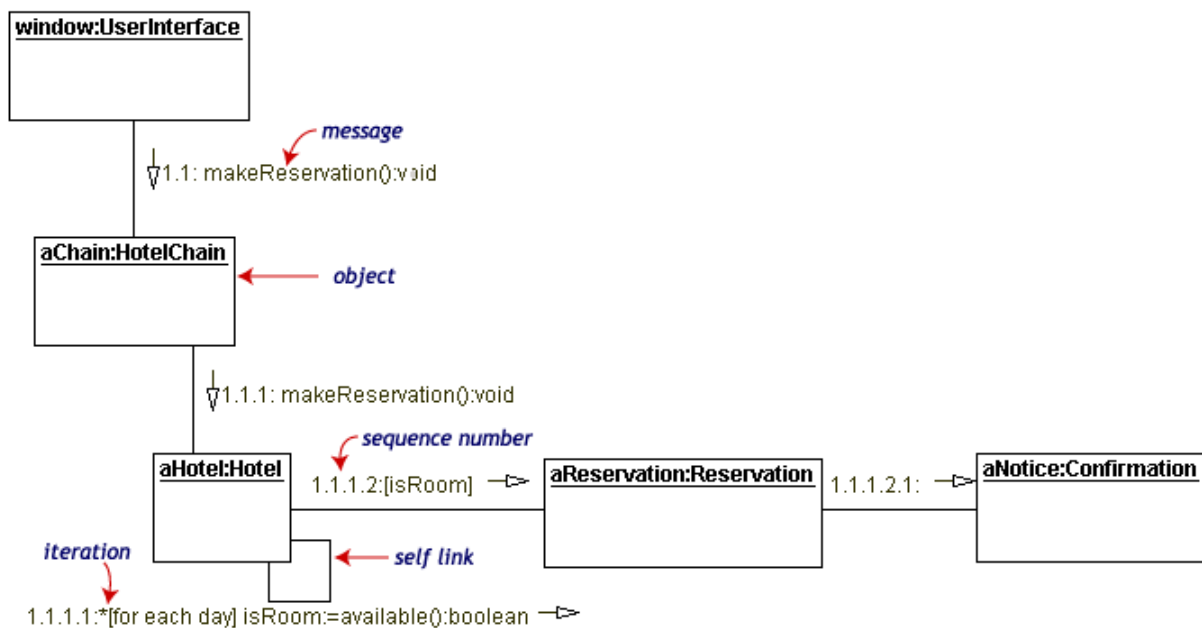 window:UserInterface
message
1.1: makeReservation():void
aChain:HotelChain
object
1.1.1: makeReservation():void
sequence number
aHotel:Hotel
1.1.1.2:[isRoom]
aReservation:Reservation
1.1.1.2.1:
aNotice:Confirmation
iteration
self link
1.1.1.1:*[for each day] isRoom:=available():boolean